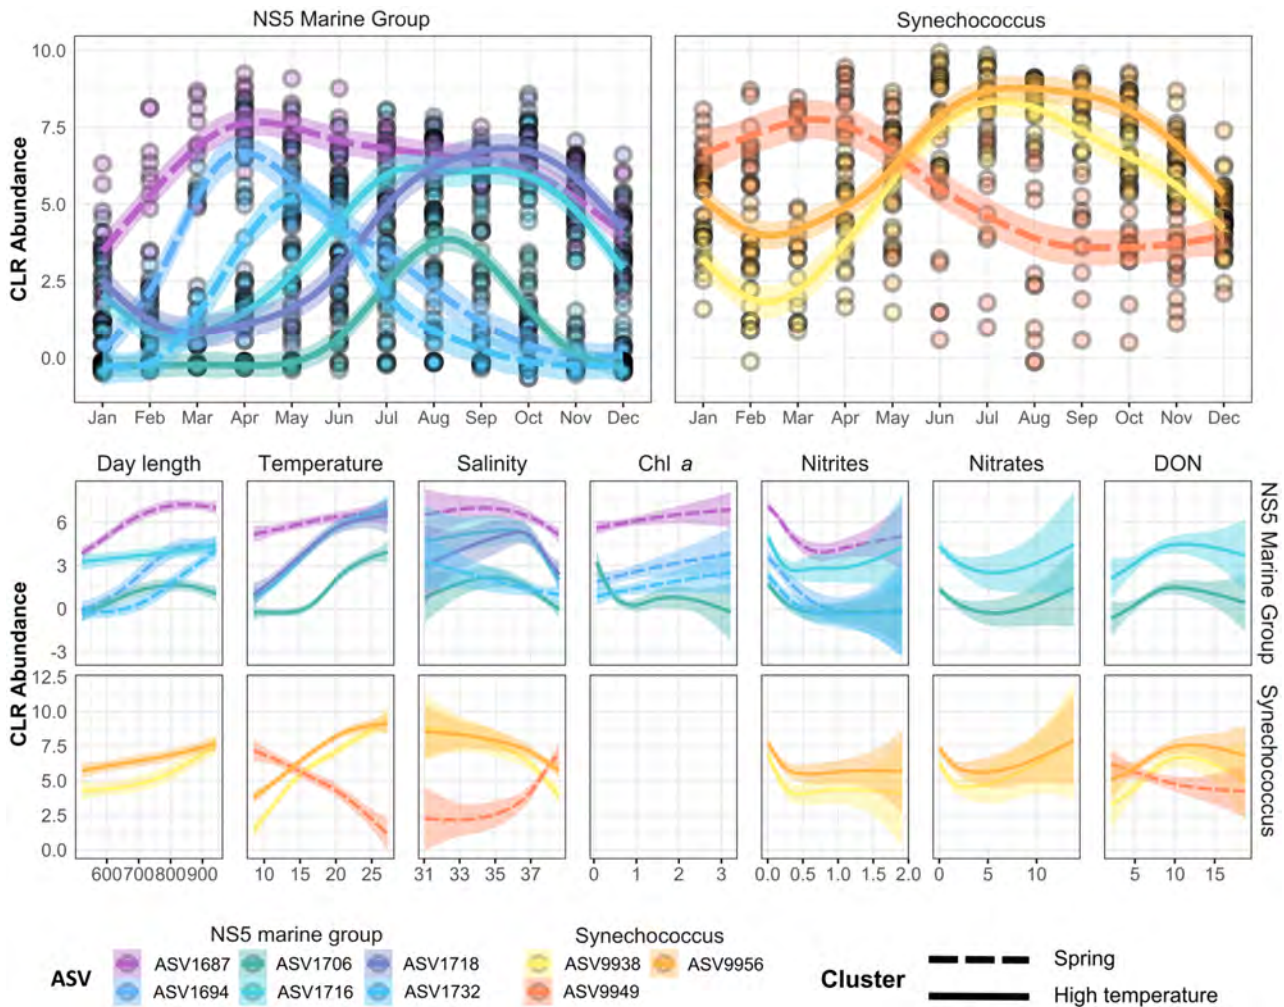 NS5 Marine Group Synechococcus
CLR Abundance
10.0
7.5
5.0
2.5
0.0
Jan Feb Mar Apr May Jun Jul Aug Sep Oct Nov Dec
Jan Feb Mar Apr May Jun Jul Aug Sep Oct Nov Dec
Day length Temperature Salinity Chl a Nitrites Nitrates DON
CLR Abundance
6
3
0
-3
NS5 Marine Group
12.5
10.0
7.5
5.0
2.5
0.0
Synechococcus
600 700 800 900 10 15 20 25 31 33 35 37 0 1 2 3 0.0 0.5 1.0 1.5 2.0 0 5 10 5 10 15
NS5 marine group Synechococcus
ASV ASV1687 ASV1706 ASV1718 ASV9938 ASV9956 Cluster Spring
ASV1694 ASV1716 ASV1732 ASV9949 High temperature